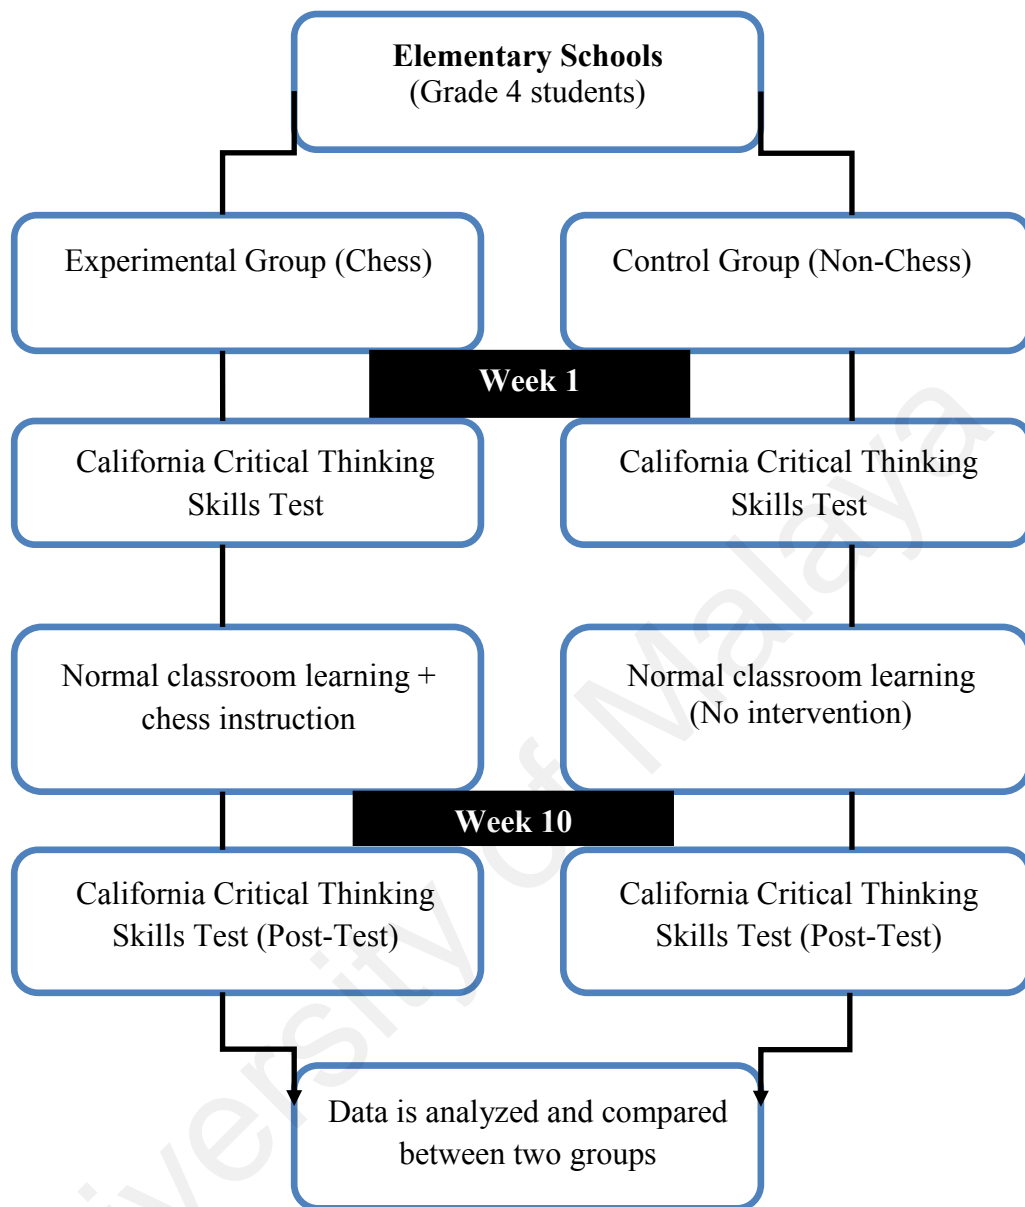 Elementary Schools
(Grade 4 students)
Experimental Group (Chess)
Control Group (Non-Chess)
Week 1
California Critical Thinking
Skills Test
California Critical Thinking
Skills Test
Normal classroom learning +
chess instruction
Normal classroom learning
(No intervention)
Week 10
California Critical Thinking
Skills Test (Post-Test)
California Critical Thinking
Skills Test (Post-Test)
Data is analyzed and compared
between two groups
University of Malaya